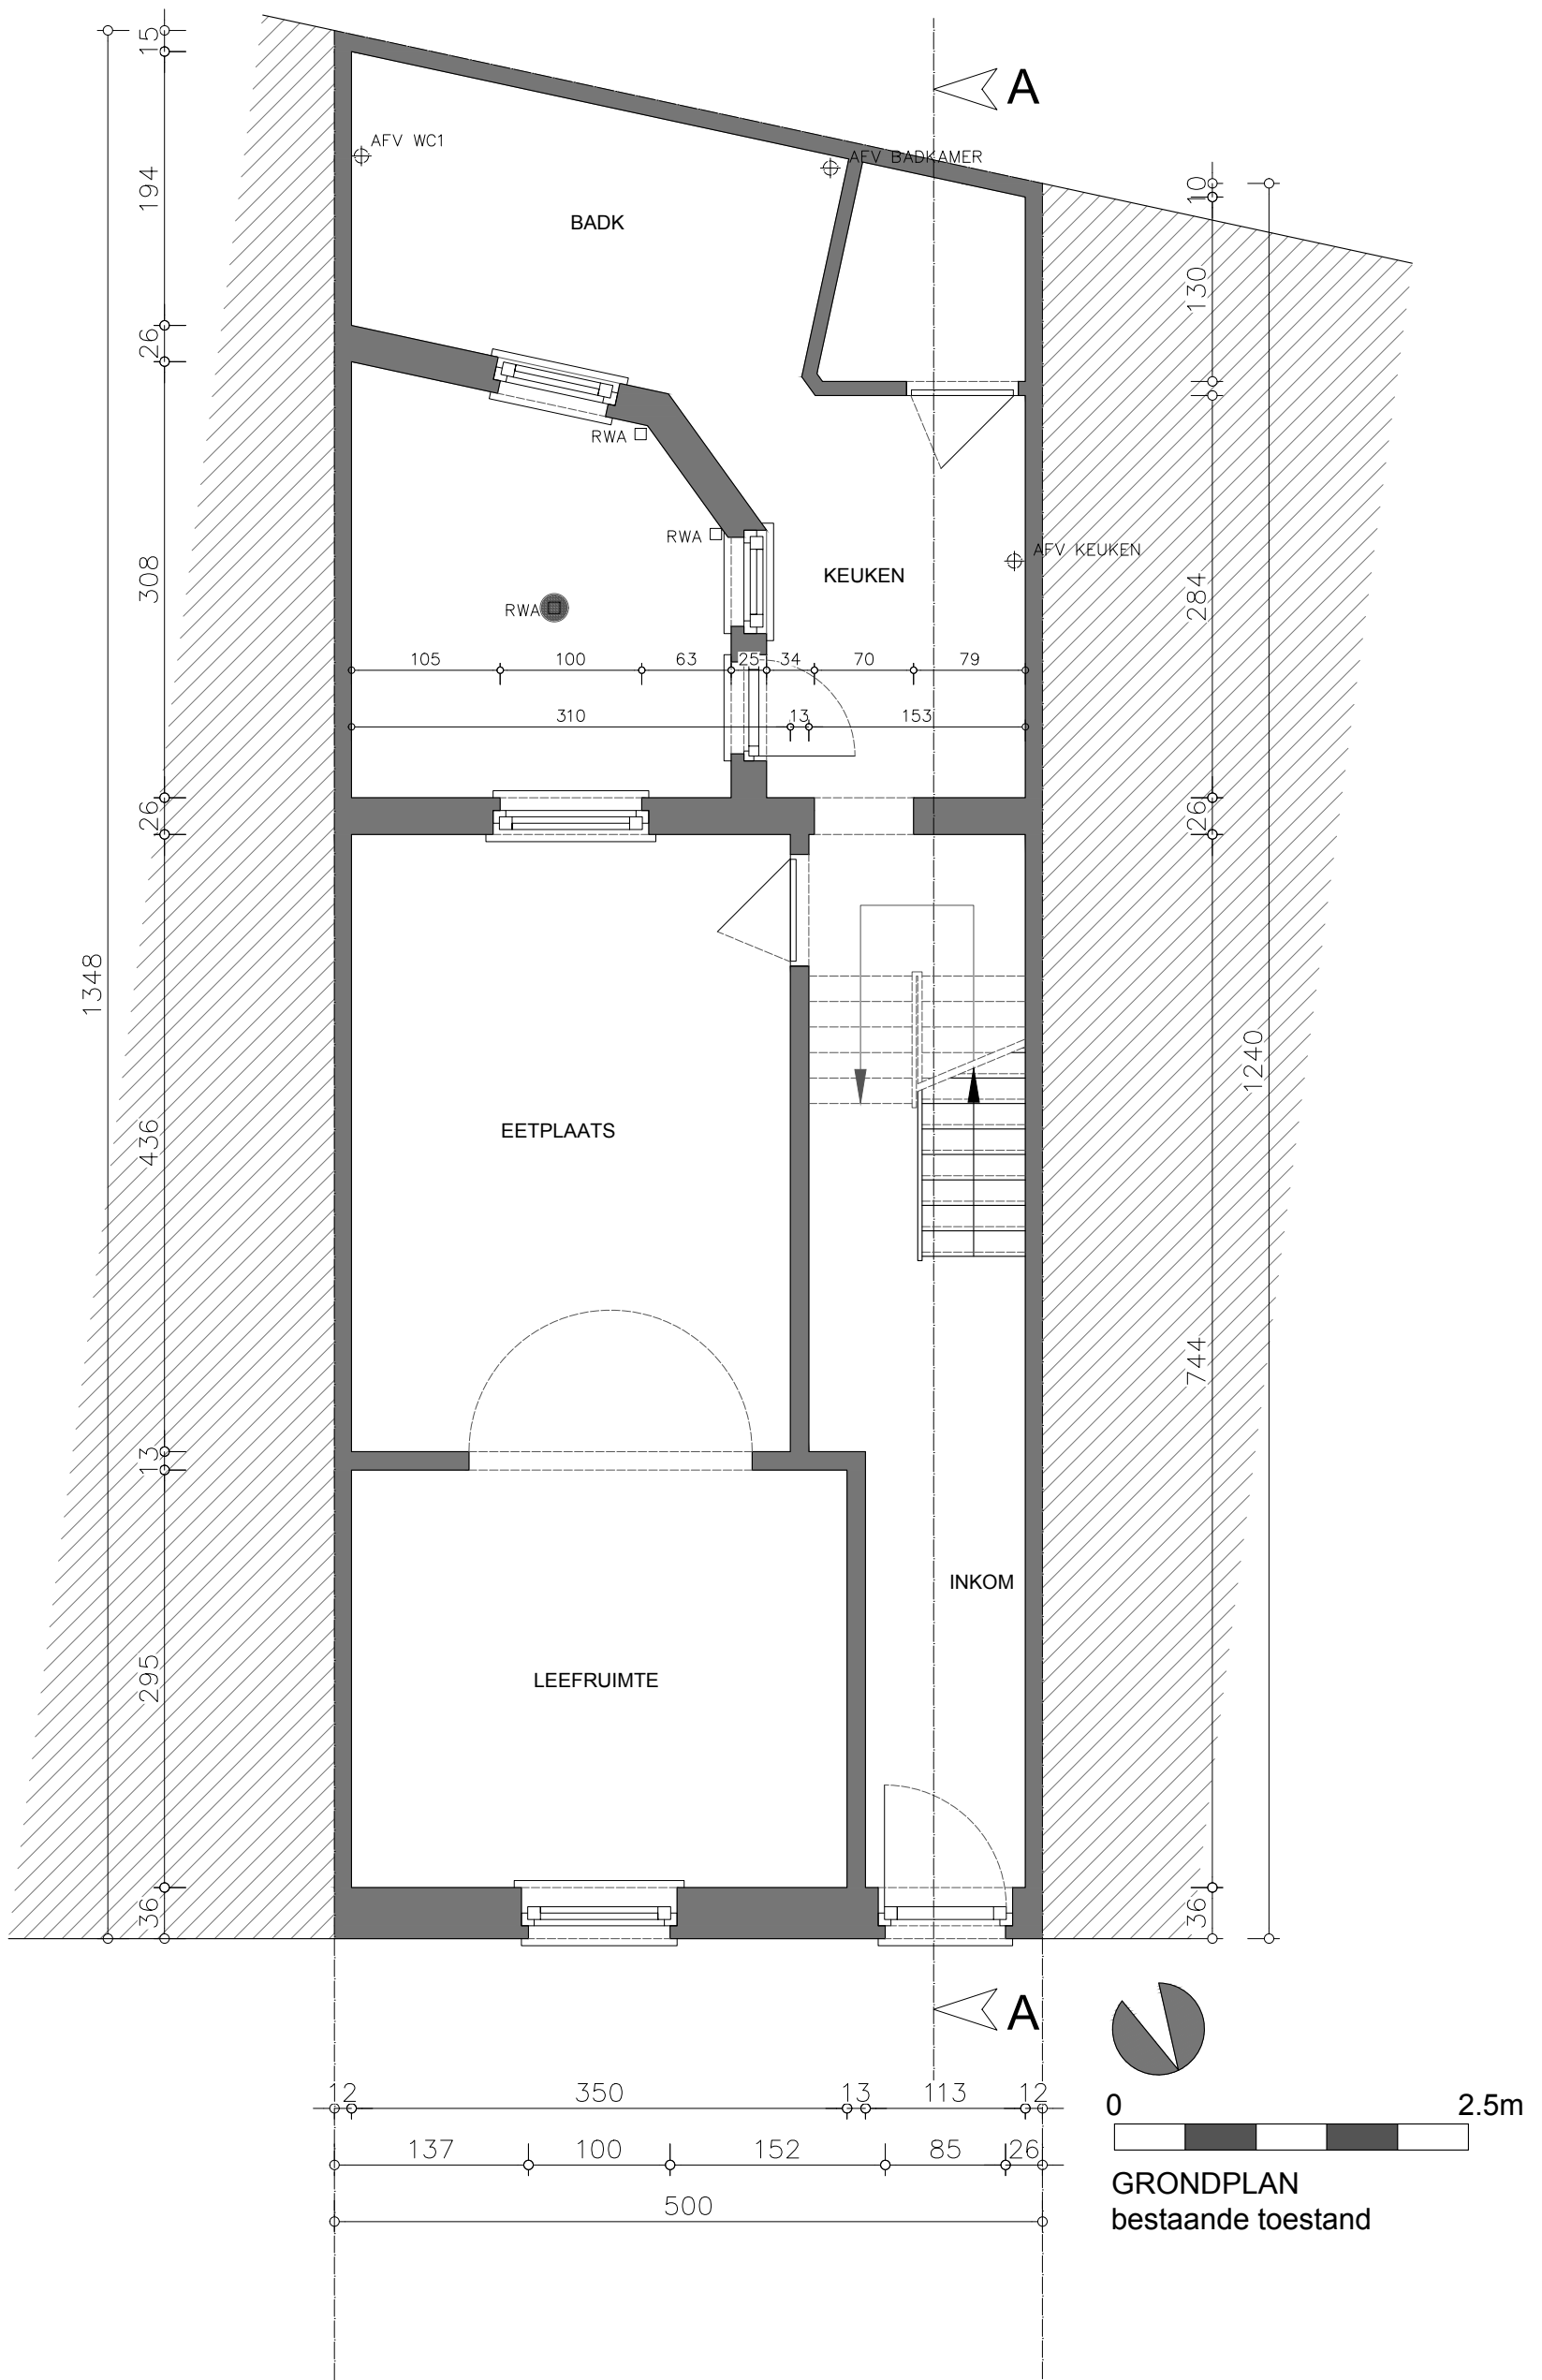 15
A
AFV WC1
AFV BADKAMER
194
10
BADK
130
26
RWA
RWA
AFV KEUKEN
308
KEUKEN
284
RWA
105 100 63 25 34 70 79
310 13 153
26
26
1348
1240
436
EETPLAATS
744
13
INKOM
295
LEEFRUIMTE
36
36
A
12 350 13 113 12
0 2.5m
137 100 152 85 26
GRONDPLAN
500
bestaande toestand